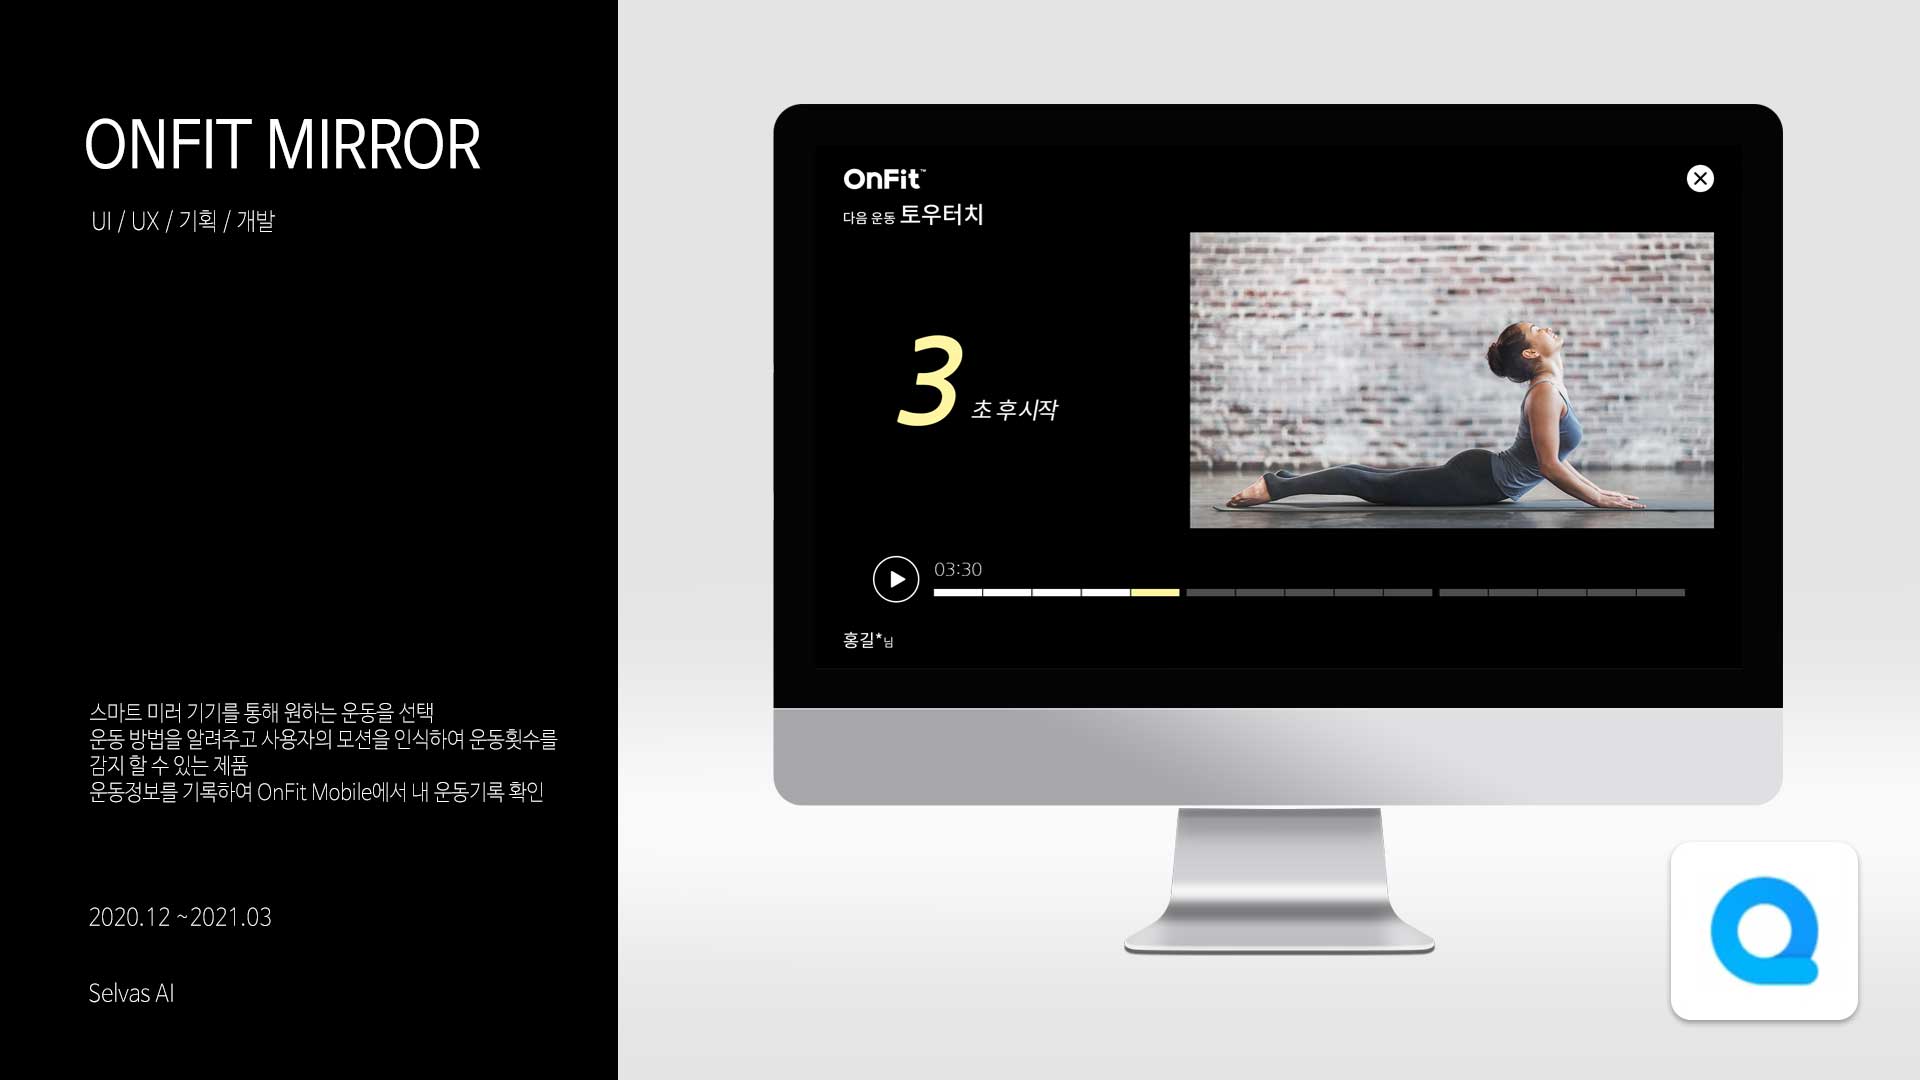 ONFIT MIRROR
UI / UX / 기획 / 개발
스마트 미러 기기를 통해 원하는 운동을 선택
운동 방법을 알려주고 사용자의 모션을 인식하여 운동횟수를
감지 할 수 있는 제품
운동정보를 기록하여 OnFit Mobile에서 내 운동기록 확인
2020.12 ~2021.03
Selvas AI
OnFit™
다음 운동 토우터치
3 초 후 시작
03:30
홍길*님